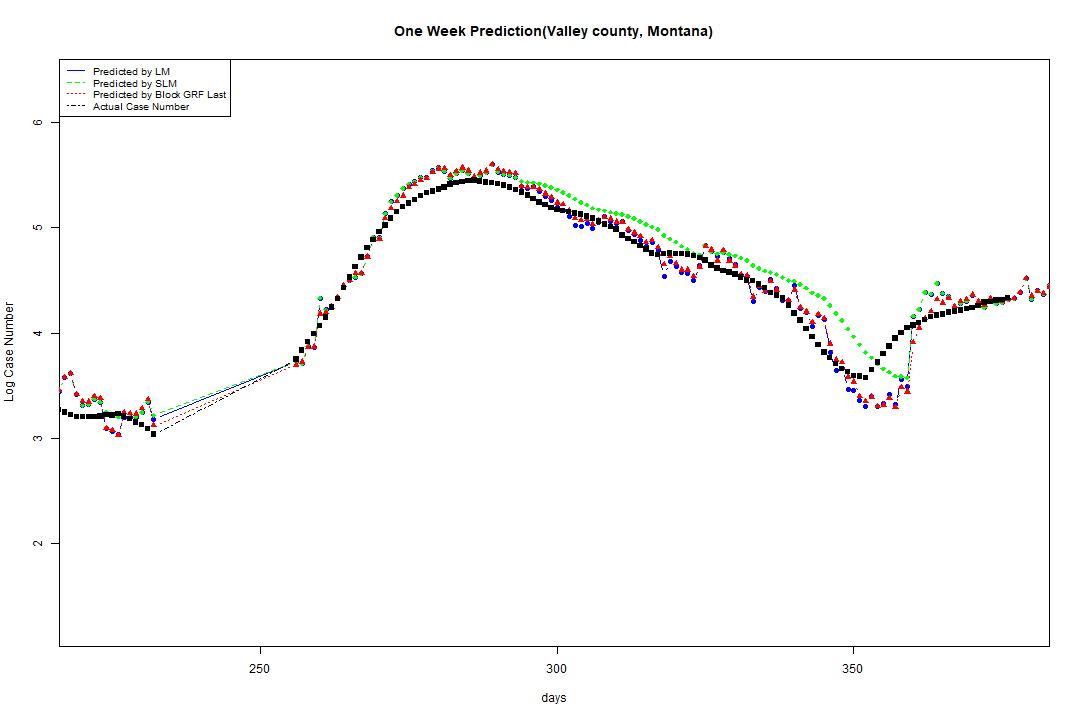 One Week Prediction(Valley county, Montana)
Predicted by LM
Predicted by SLM
Predicted by Block GRF Last
Actual Case Number
6
5
4
3
2
Log Case Number
250 300 350
days